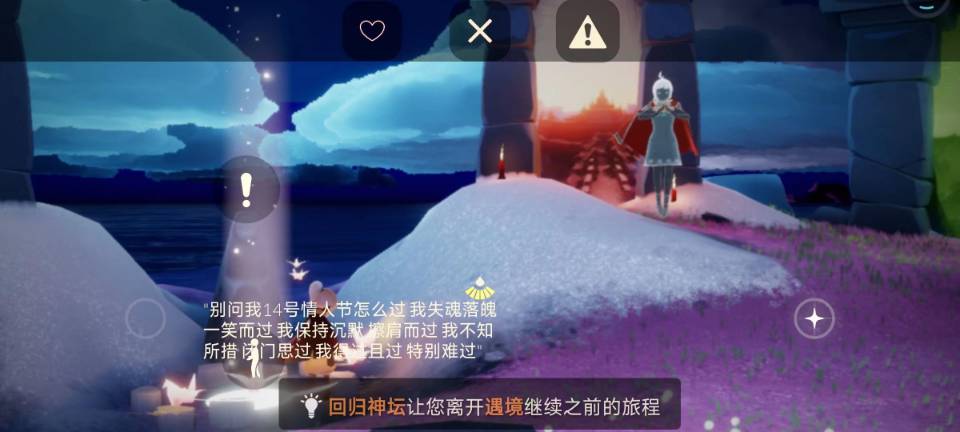 "别问我14号情人节怎么过 我失魂落魄
一笑而过 我保持沉默 擦肩而过 我不知
所措 闭门思过 我得过且过 特别难过"
回归神坛让您离开遇境继续之前的旅程